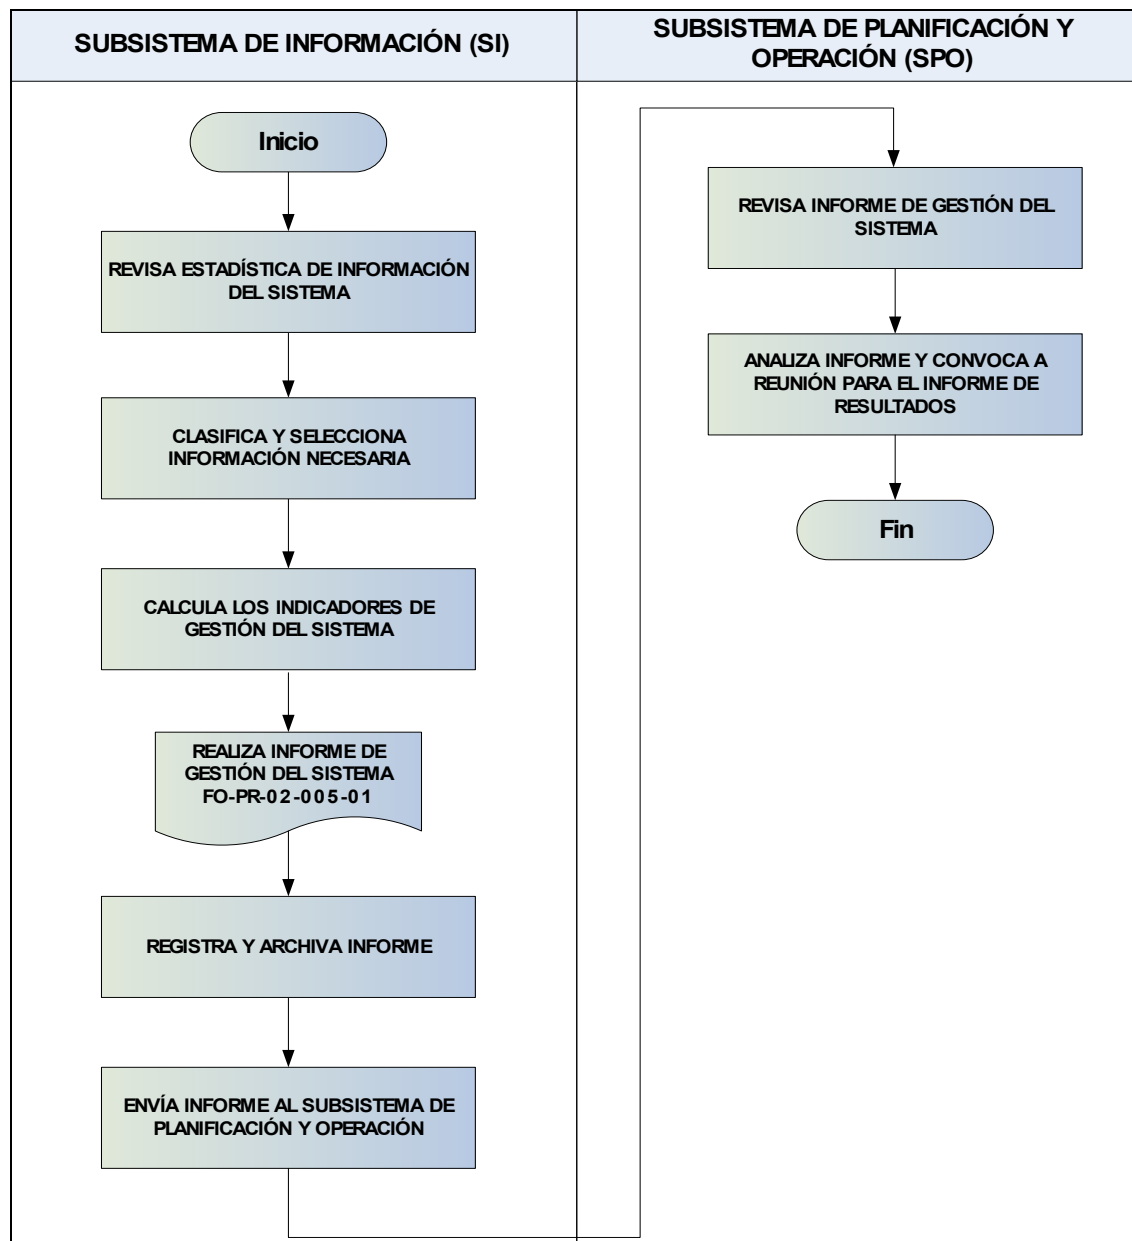 SUBSISTEMA DE INFORMACIÓN (SI)
SUBSISTEMA DE PLANIFICACIÓN Y
OPERACIÓN (SPO)
Inicio
REVISA ESTADÍSTICA DE INFORMACIÓN
DEL SISTEMA
CLASIFICA Y SELECCIONA
INFORMACIÓN NECESARIA
CALCULA LOS INDICADORES DE
GESTIÓN DEL SISTEMA
REALIZA INFORME DE
GESTIÓN DEL SISTEMA
FO-PR-02-005-01
REGISTRA Y ARCHIVA INFORME
ENVÍA INFORME AL SUBSISTEMA DE
PLANIFICACIÓN Y OPERACIÓN
REVISA INFORME DE GESTIÓN DEL
SISTEMA
ANALIZA INFORME Y CONVOCA A
REUNIÓN PARA EL INFORME DE
RESULTADOS
Fin